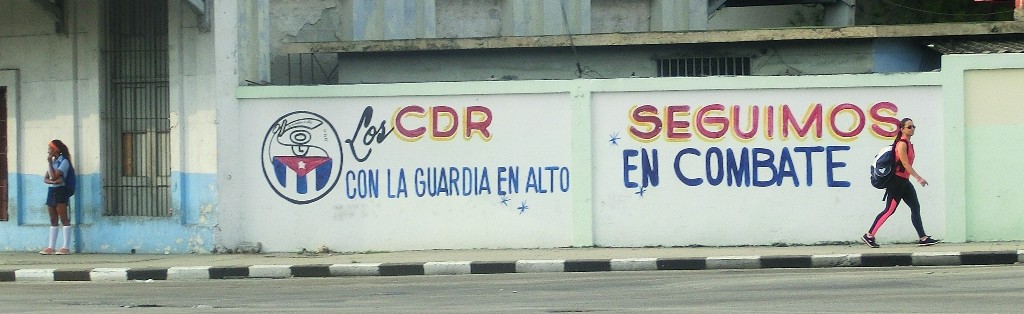 Los CDR
CON LA GUARDIA EN ALTO
SEGUIMOS
EN COMBATE